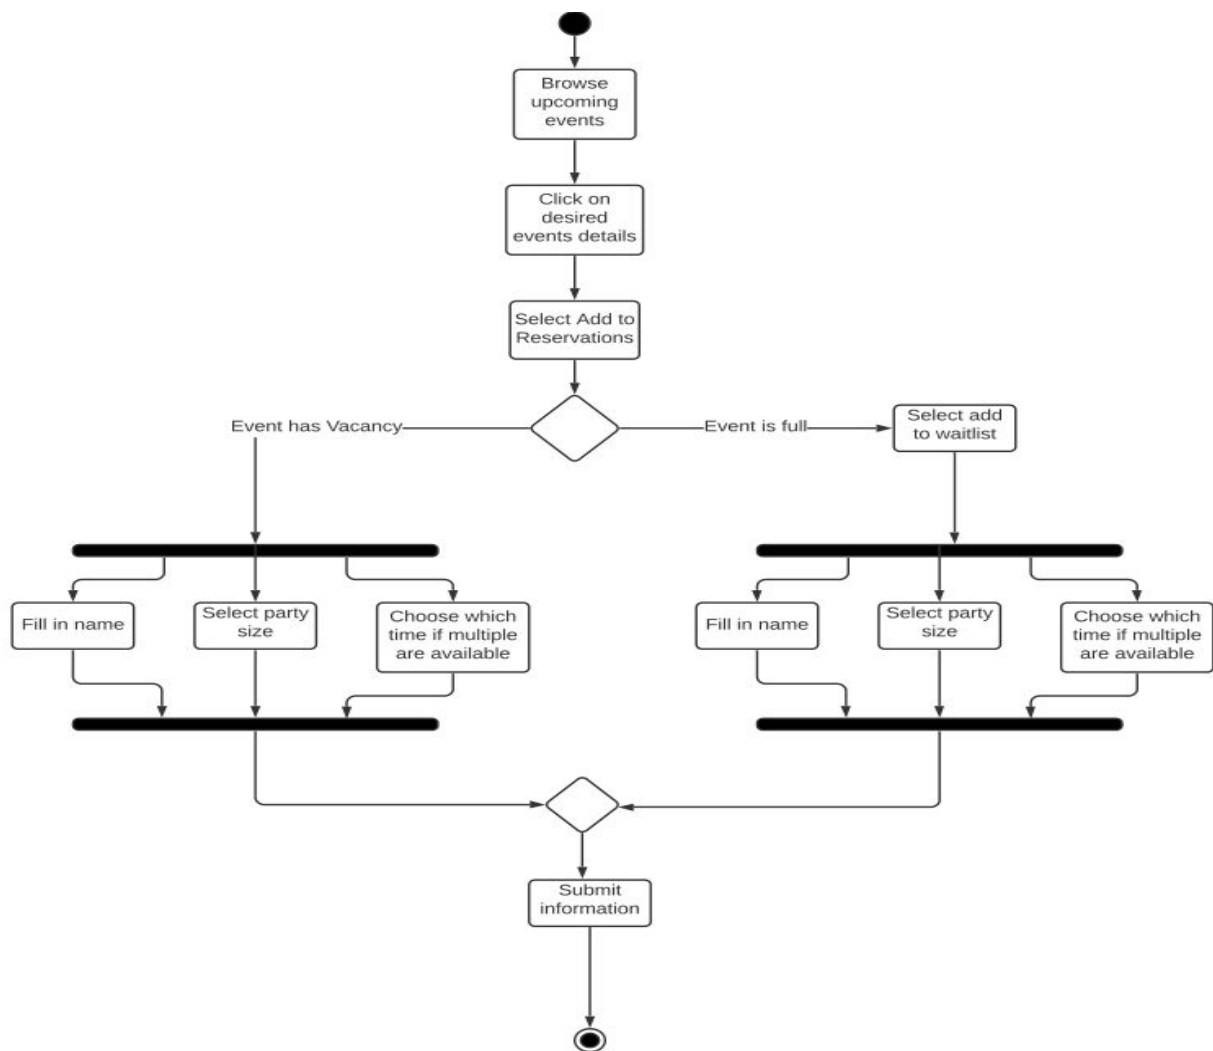 Browse
upcoming
events
Click on
desired
events details
Select Add to
Reservations
Event has Vacancy
Event is full
Select add
to waitlist
Fill in name
Select party
size
Choose which
time if multiple
are available
Fill in name
Select party
size
Choose which
time if multiple
are available
Submit
information